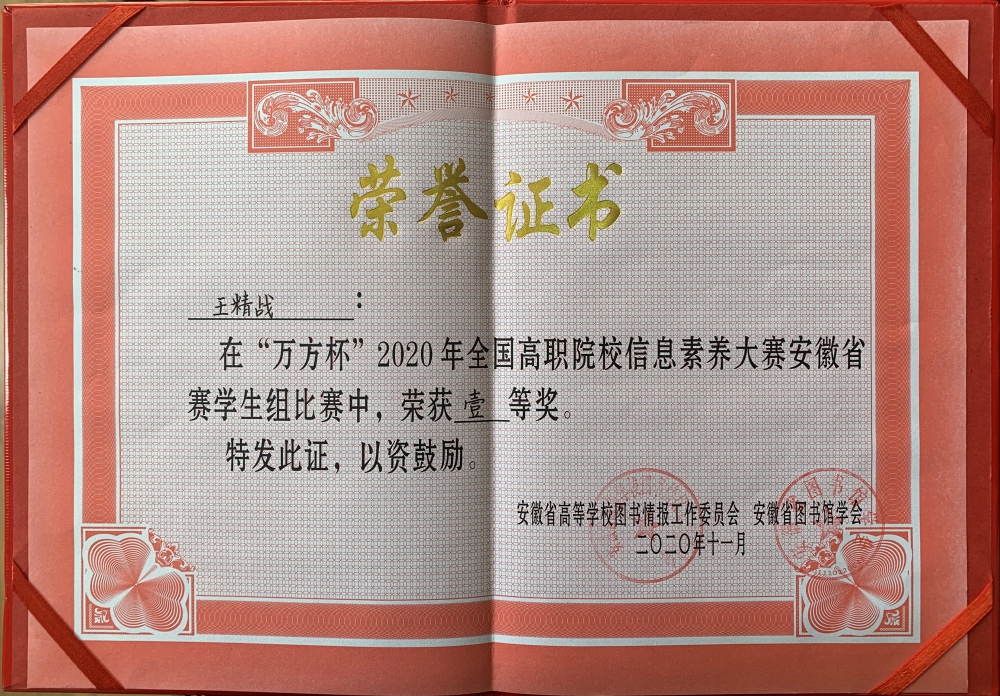 荣誉证书
王精战:
在“万方杯”2020年全国高职院校信息素养大赛安徽省
赛学生组比赛中，荣获壹等奖。
特发此证，以资鼓励。
安徽省高等学校图书情报工作委员会 安徽省图书馆学会
二〇二〇年十一月